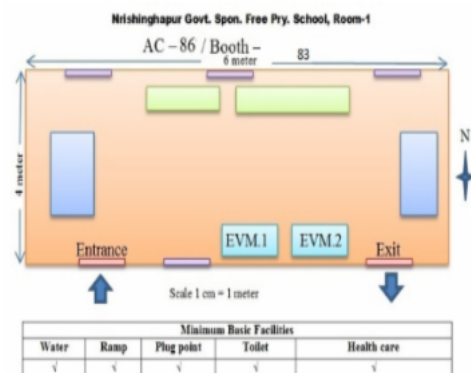 Nrishinghapur Govt. Spon. Free Pry. School, Room-1
AC – 86 / Booth – 83
6 meter
4 meter
N
EVM.1 EVM.2
Entrance Exit
Scale 1 cm = 1 meter
Minimum Basic Facilities
Water Ramp Plug point Toilet Health care
√ √ √ √ √